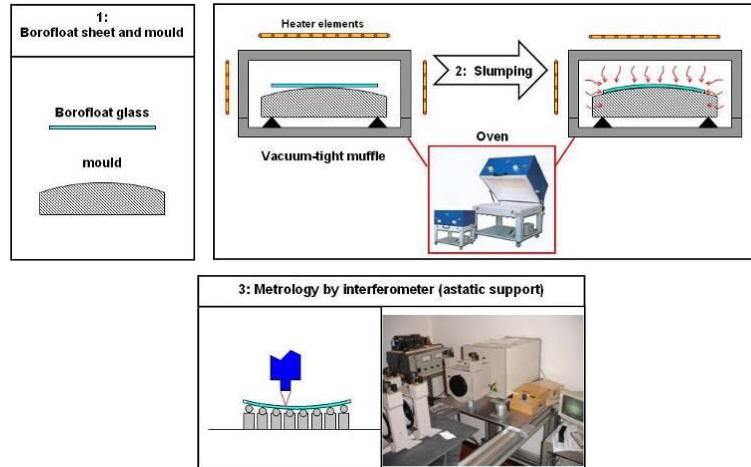 1:
Borofloat sheet and mould
Borofloat glass
mould
Heater elements
2: Slumping
Oven
Vacuum-tight muffle
3: Metrology by interferometer (astatic support)